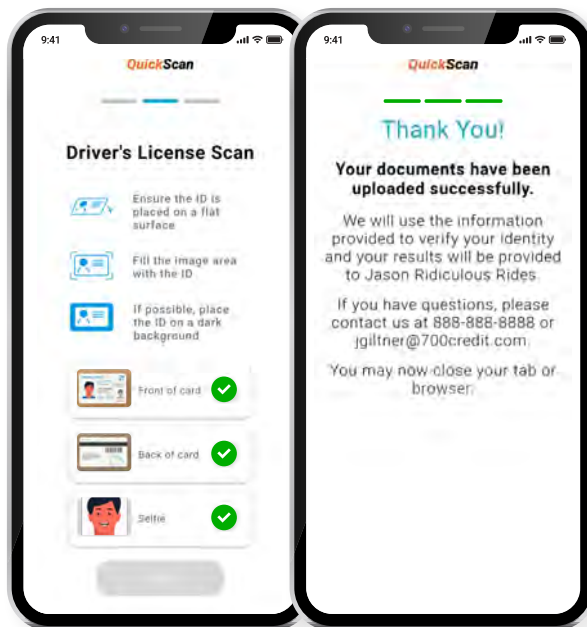 9:41
QuickScan
Driver's License Scan
Ensure the ID is
placed on a flat
surface
Fill the image area
with the ID
If possible, place
the ID on a dark
background
Front of card
Back of card
Selfie
9:41
QuickScan
Thank You!
Your documents have been
uploaded successfully.
We will use the information
provided to verify your identity
and your results will be provided
to Jason Ridiculous Rides
If you have questions, please
contact us at 888-888-8888 or
jgiltner@700credit.com
You may now close your tab or
browser.